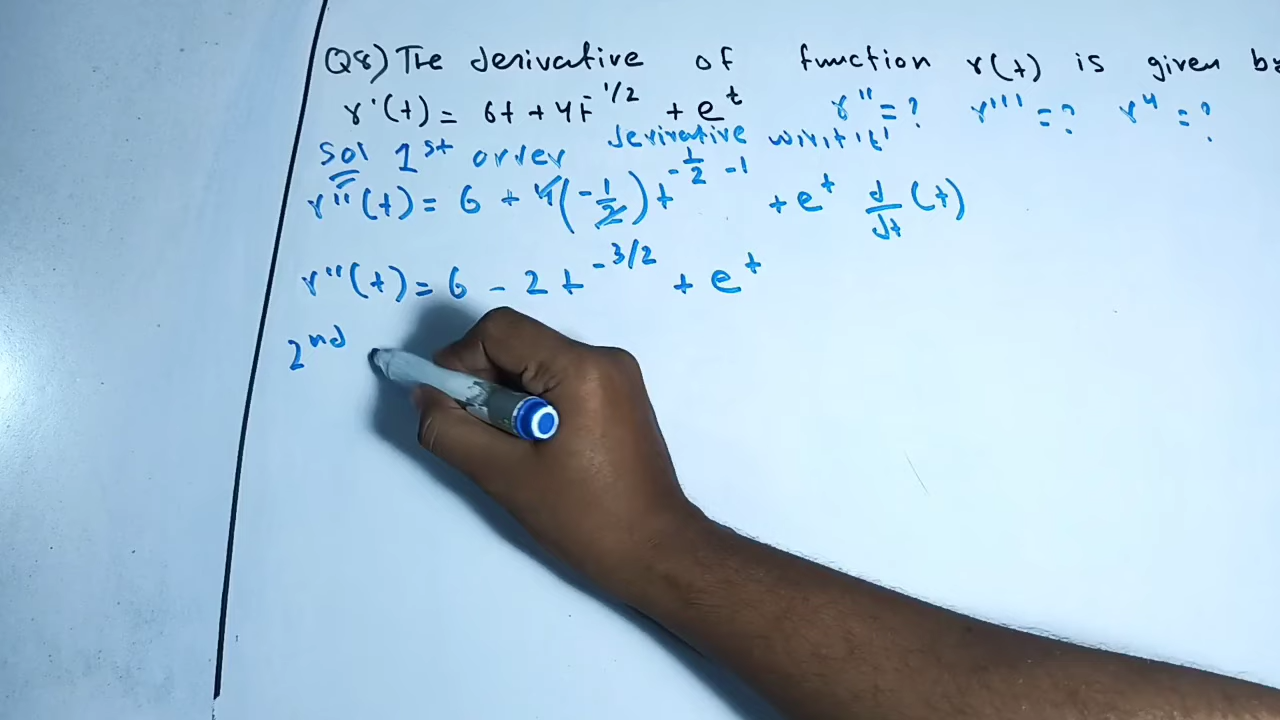 Q8) The derivative of function r(t) is given by
r'(t) = 6t + 4t^-1/2 + e^t r'' = ? r''' = ? r^4 = ?
Sol 1st order derivative w.r.t 't'
r''(t) = 6 + 4(-1/2)t^-1/2-1 + e^t d/dt (t)
r''(t) = 6 - 2t^-3/2 + e^t
2nd